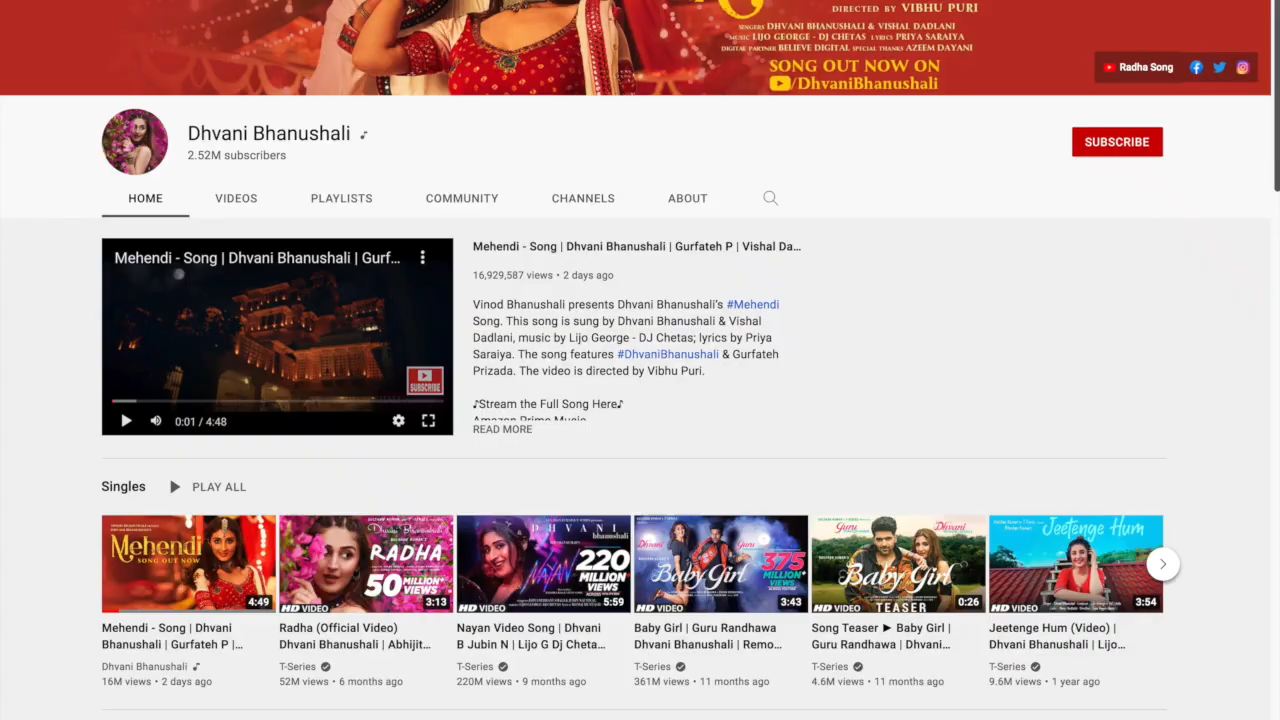 DIRECTED BY VIBHU PURI
SINGERS DHVANI BHANUSHALI & VISHAL DADLANI
MUSIC LIJO GEORGE - DJ CHETAS LYRICS PRIYA SARAIYA
DIGITAL PARTNER BELIEVE DIGITAL SPECIAL THANKS AZEEM DAYANI
SONG OUT NOW ON
/DhvaniBhanushali
Radha Song
Dhvani Bhanushali
2.52M subscribers
SUBSCRIBE
HOME VIDEOS PLAYLISTS COMMUNITY CHANNELS ABOUT
Mehendi - Song | Dhvani Bhanushali | Gurf...
SUBSCRIBE
0:01 / 4:48
Mehendi - Song | Dhvani Bhanushali | Gurfateh P | Vishal Da...
16,929,587 views • 2 days ago
Vinod Bhanushali presents Dhvani Bhanushali's #Mehendi
Song. This song is sung by Dhvani Bhanushali & Vishal
Dadlani, music by Lijo George - DJ Chetas; lyrics by Priya
Saraiya. The song features #DhvaniBhanushali & Gurfateh
Prizada. The video is directed by Vibhu Puri.
♪Stream the Full Song Here♪
Amazon Prime Music
READ MORE
Singles PLAY ALL
Mehendi
SONG OUT NOW
4:49
Mehendi - Song | Dhvani
Bhanushali | Gurfateh P |...
Dhvani Bhanushali
16M views • 2 days ago
Dhvani Bhanushali
RADHA
50 MILLION+
VIEWS
HD VIDEO
3:13
Radha (Official Video)
Dhvani Bhanushali | Abhijit...
T-Series
52M views • 6 months ago
DHVANI
bhanushali
NAYAN
220
MILLION
VIEWS
HD VIDEO
5:59
Nayan Video Song | Dhvani
B Jubin N | Lijo G Dj Cheta...
T-Series
220M views • 9 months ago
Dhvani
Guru
Baby Girl
375
MILLION+
VIEWS
HD VIDEO
3:43
Baby Girl | Guru Randhawa
Dhvani Bhanushali | Remo...
T-Series
361M views • 11 months ago
Guru
Dhvani
Baby Girl
TEASER
HD VIDEO
0:26
Song Teaser ► Baby Girl |
Guru Randhawa | Dhvani...
T-Series
4.6M views • 11 months ago
Jeetenge Hum
HD VIDEO
3:54
Jeetenge Hum (Video) |
Dhvani Bhanushali | Lijo...
T-Series
9.6M views • 1 year ago